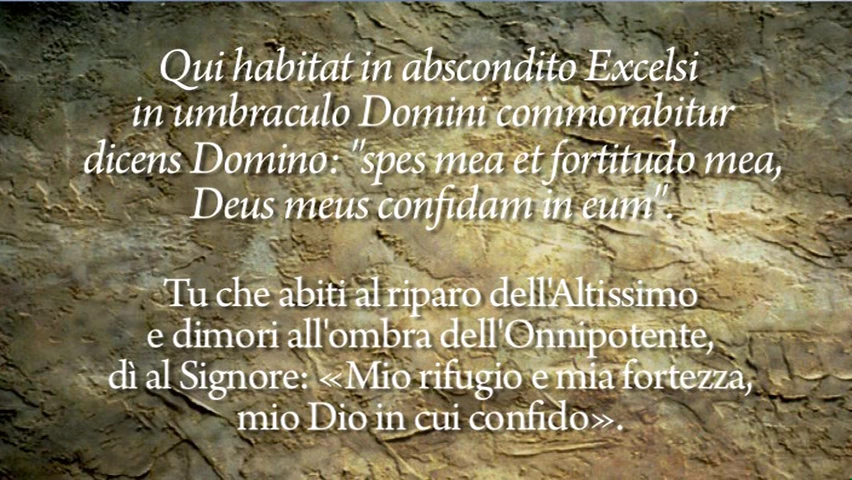 Qui habitat in abscondito Excelsi
in umbraculo Domini commorabitur
dicens Domino: "spes mea et fortitudo mea,
Deus meus confidam in eum".
Tu che abiti al riparo dell'Altissimo
e dimori all'ombra dell'Onnipotente,
dì al Signore: «Mio rifugio e mia fortezza,
mio Dio in cui confido».